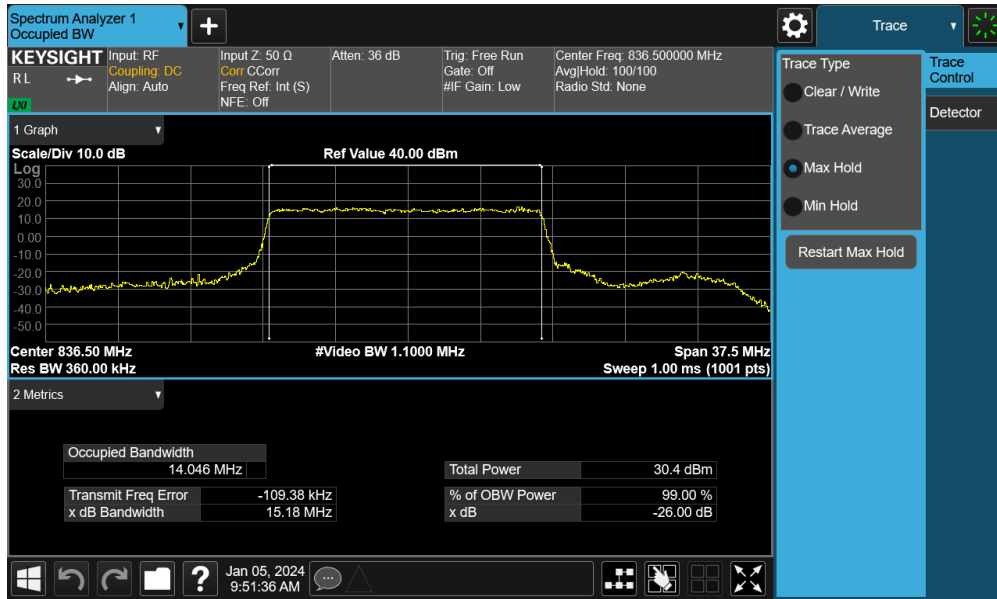 Spectrum Analyzer 1
Occupied BW
+
Trace
KEYSIGHT
R L
LXI
Input: RF
Coupling: DC
Align: Auto
Input Z: 50 Ω
Corr CCorr
Freq Ref: Int (S)
NFE: Off
Atten: 36 dB
Trig: Free Run
Gate: Off
#IF Gain: Low
Center Freq: 836.500000 MHz
Avg|Hold: 100/100
Radio Std: None
1 Graph
Scale/Div 10.0 dB
Ref Value 40.00 dBm
Log
30.0
20.0
10.0
0.00
-10.0
-20.0
-30.0
-40.0
-50.0
Center 836.50 MHz
#Video BW 1.1000 MHz
Span 37.5 MHz
Res BW 360.00 kHz
Sweep 1.00 ms (1001 pts)
2 Metrics
Occupied Bandwidth
14.046 MHz
Total Power 30.4 dBm
Transmit Freq Error -109.38 kHz
% of OBW Power 99.00 %
x dB Bandwidth 15.18 MHz
x dB -26.00 dB
Trace Type
Clear / Write
Trace Average
Max Hold
Min Hold
Restart Max Hold
Trace
Control
Detector
?
Jan 05, 2024
9:51:36 AM